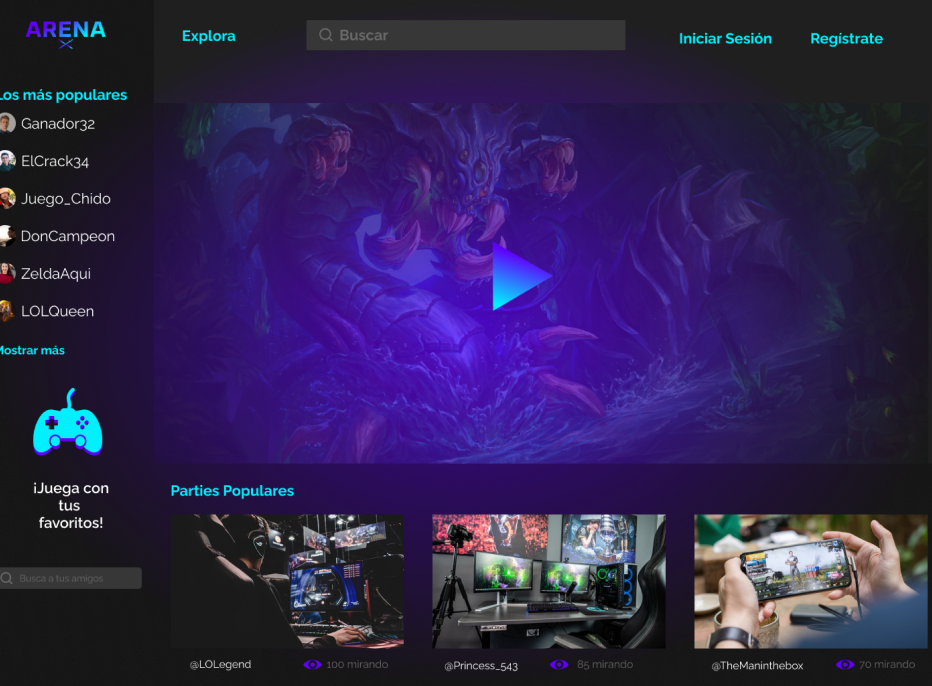 ARENA
X
Explora
Buscar
Iniciar Sesión
Regístrate
Los más populares
Ganador32
ElCrack34
Juego_Chido
DonCampeon
ZeldaAqui
LOLQueen
Mostrar más
¡Juega con
tus
favoritos!
Busca a tus amigos
Parties Populares
@LOLegend
100 mirando
@Princess_543
85 mirando
@TheManinthebox
70 mirando